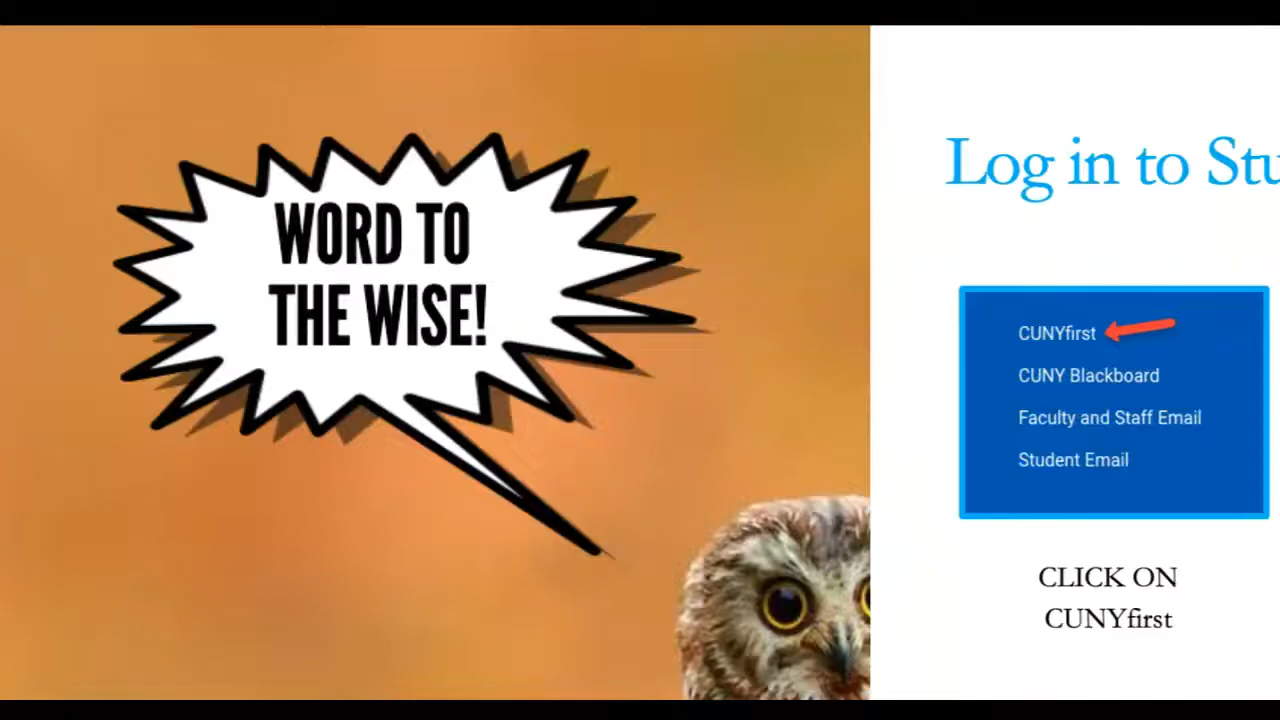 WORD TO
THE WISE!
Log in to Stu
CUNYfirst
CUNY Blackboard
Faculty and Staff Email
Student Email
CLICK ON
CUNYfirst